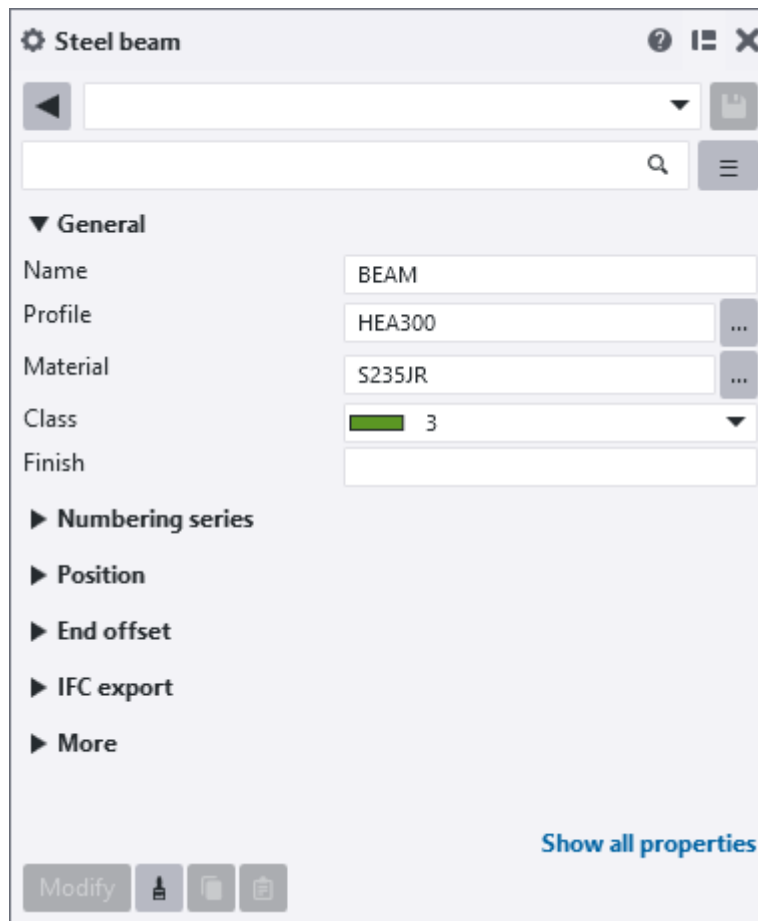 Steel beam
General
Name BEAM
Profile HEA300 ...
Material S235JR ...
Class 3
Finish
Numbering series
Position
End offset
IFC export
More
Show all properties
Modify